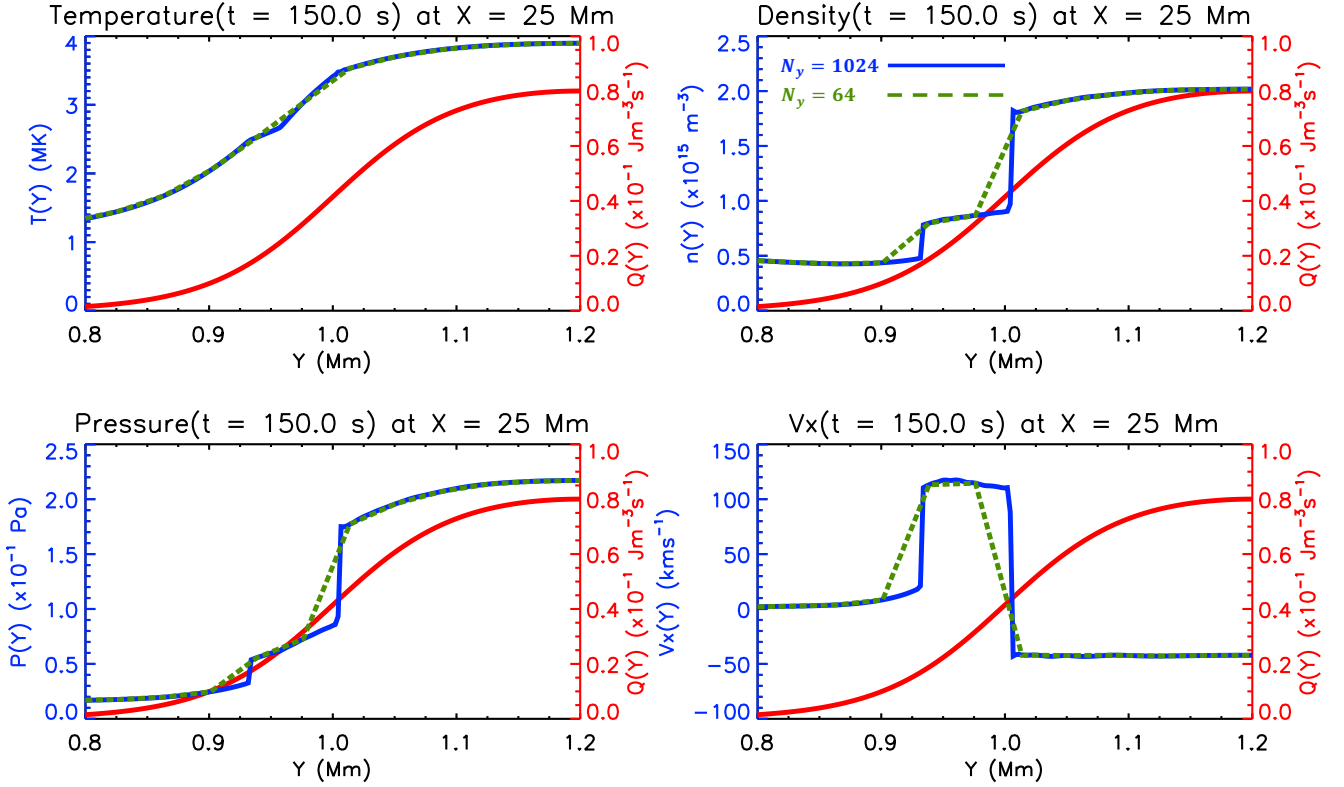 Temperature(t = 150.0 s) at X = 25 Mm
4
3
2
1
0
T(Y) (MK)
1.0
0.8
0.6
0.4
0.2
0.0
Q(Y) (x10⁻¹ Jm⁻³s⁻¹)
0.8 0.9 1.0 1.1 1.2
Y (Mm)
Density(t = 150.0 s) at X = 25 Mm
N_y = 1024
N_y = 64
2.5
2.0
1.5
1.0
0.5
0.0
n(Y) (x10¹⁵ m⁻³)
1.0
0.8
0.6
0.4
0.2
0.0
Q(Y) (x10⁻¹ Jm⁻³s⁻¹)
0.8 0.9 1.0 1.1 1.2
Y (Mm)
Pressure(t = 150.0 s) at X = 25 Mm
2.5
2.0
1.5
1.0
0.5
0.0
P(Y) (x10⁻¹ Pa)
1.0
0.8
0.6
0.4
0.2
0.0
Q(Y) (x10⁻¹ Jm⁻³s⁻¹)
0.8 0.9 1.0 1.1 1.2
Y (Mm)
Vx(t = 150.0 s) at X = 25 Mm
150
100
50
0
−50
−100
Vx(Y) (kms⁻¹)
1.0
0.8
0.6
0.4
0.2
0.0
Q(Y) (x10⁻¹ Jm⁻³s⁻¹)
0.8 0.9 1.0 1.1 1.2
Y (Mm)